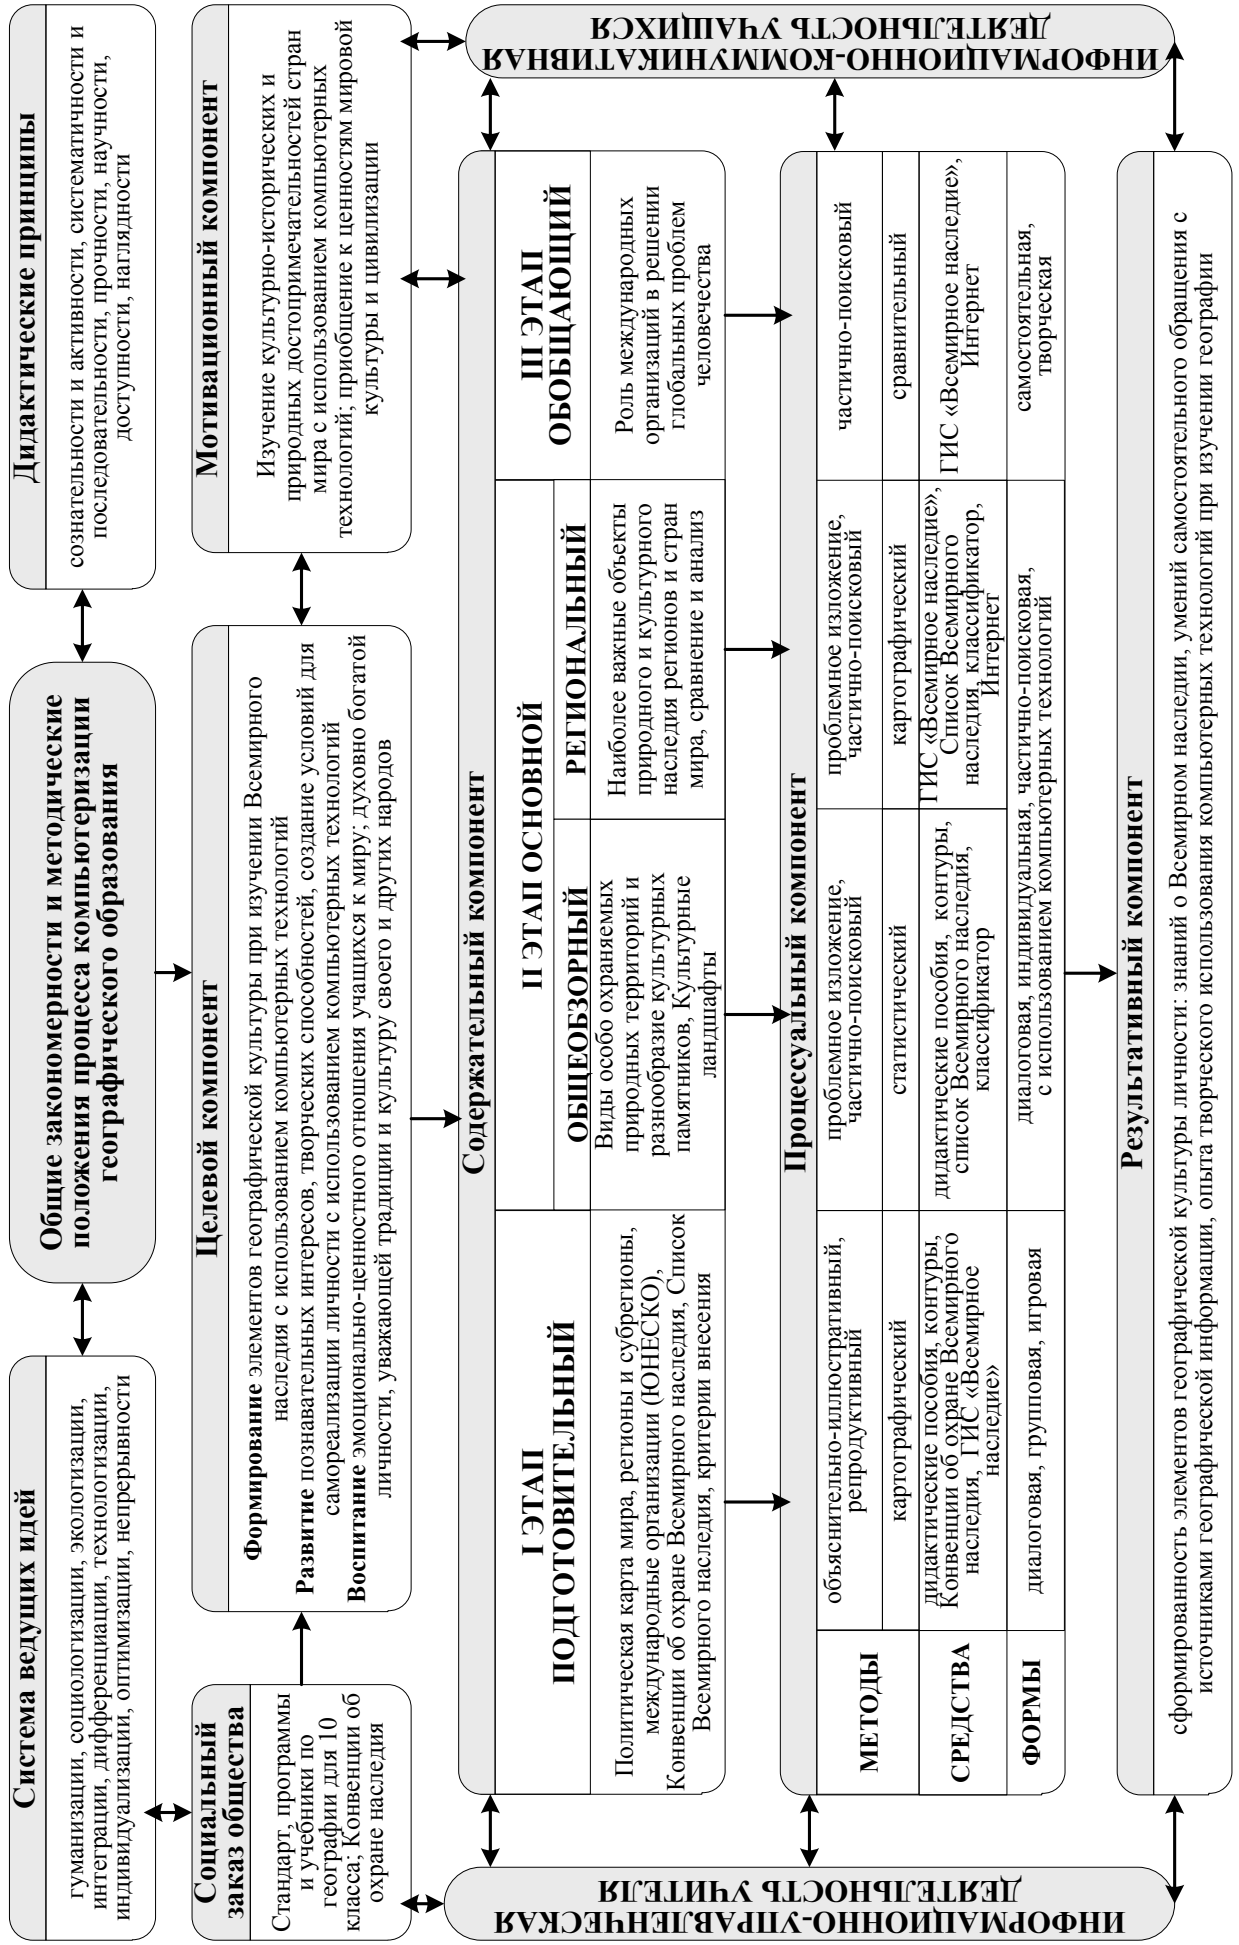 Система ведущих идей
гуманизации, социологизации, экологизации,
интеграции, дифференциации, технологизации,
индивидуализации, оптимизации, непрерывности
Общие закономерности и методические
положения процесса компьютеризации
географического образования
Дидактические принципы
сознательности и активности, систематичности и
последовательности, прочности, научности,
доступности, наглядности
Социальный
заказ общества
Стандарт, программы
и учебники по
географии для 10
класса; Конвенции об
охране наследия
Целевой компонент
Формирование элементов географической культуры при изучении Всемирного
наследия с использованием компьютерных технологий
Развитие познавательных интересов, творческих способностей, создание условий для
самореализации личности с использованием компьютерных технологий
Воспитание эмоционально-ценностного отношения учащихся к миру; духовно богатой
личности, уважающей традиции и культуру своего и других народов
Мотивационный компонент
Изучение культурно-исторических и
природных достопримечательностей стран
мира с использованием компьютерных
технологий; приобщение к ценностям мировой
культуры и цивилизации
ИНФОРМАЦИОННО-УПРАВЛЕНЧЕСКАЯ
ДЕЯТЕЛЬНОСТЬ УЧИТЕЛЯ
Содержательный компонент
I ЭТАП
ПОДГОТОВИТЕЛЬНЫЙ
II ЭТАП ОСНОВНОЙ
ОБЩЕОБЗОРНЫЙ
РЕГИОНАЛЬНЫЙ
III ЭТАП
ОБОБЩАЮЩИЙ
Политическая карта мира, регионы и субрегионы,
международные организации (ЮНЕСКО),
Конвенции об охране Всемирного наследия, Список
Всемирного наследия, критерии внесения
Виды особо охраняемых
природных территорий и
разнообразие культурных
памятников, Культурные
ландшафты
Наиболее важные объекты
природного и культурного
наследия регионов и стран
мира, сравнение и анализ
Роль международных
организаций в решении
глобальных проблем
человечества
Процессуальный компонент
МЕТОДЫ
объяснительно-иллюстративный,
репродуктивный
проблемное изложение,
частично-поисковый
проблемное изложение,
частично-поисковый
частично-поисковый
картографический
статистический
картографический
сравнительный
СРЕДСТВА
дидактические пособия, контуры,
Конвенции об охране Всемирного
наследия, ГИС «Всемирное
наследие»
дидактические пособия, контуры,
список Всемирного наследия,
классификатор
ГИС «Всемирное наследие»,
Список Всемирного
наследия, классификатор,
Интернет
ГИС «Всемирное наследие»,
Интернет
ФОРМЫ
диалоговая, групповая, игровая
диалоговая, индивидуальная, частично-поисковая,
с использованием компьютерных технологий
самостоятельная,
творческая
Результативный компонент
сформированность элементов географической культуры личности: знаний о Всемирном наследии, умений самостоятельного обращения с
источниками географической информации, опыта творческого использования компьютерных технологий при изучении географии
ИНФОРМАЦИОННО-КОММУНИКАТИВНАЯ
ДЕЯТЕЛЬНОСТЬ УЧАЩИХСЯ